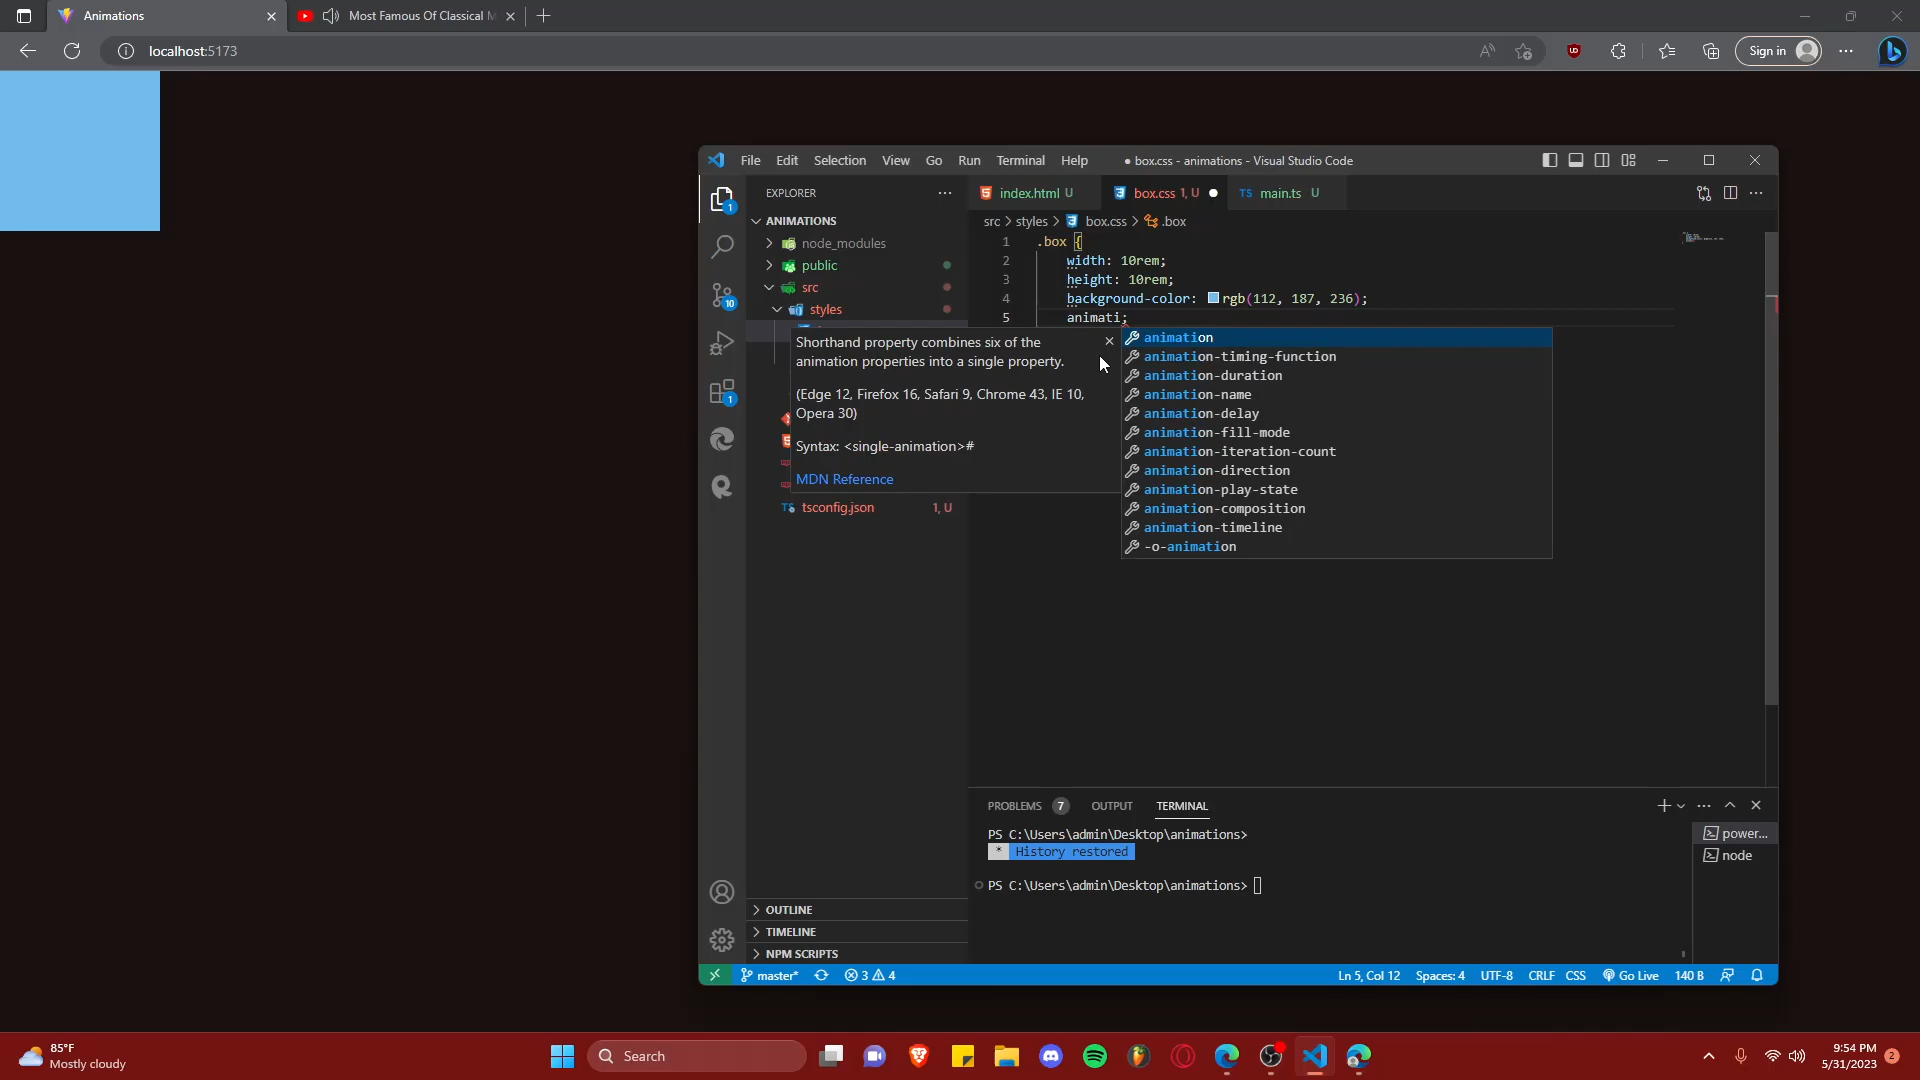 Animations
Most Famous Of Classical M
localhost:5173
Sign in
File Edit Selection View Go Run Terminal Help
● box.css - animations - Visual Studio Code
EXPLORER
index.html U
box.css 1, U
TS main.ts U
ANIMATIONS
src > styles > box.css > .box
node_modules
public
src
styles
TS tsconfig.json 1, U
1
10
1
1 .box {
2 width: 10rem;
3 height: 10rem;
4 background-color: rgb(112, 187, 236);
5 animati;
Shorthand property combines six of the
animation properties into a single property.
(Edge 12, Firefox 16, Safari 9, Chrome 43, IE 10,
Opera 30)
Syntax: <single-animation>#
MDN Reference
animation
animation-timing-function
animation-duration
animation-name
animation-delay
animation-fill-mode
animation-iteration-count
animation-direction
animation-play-state
animation-composition
animation-timeline
-o-animation
PROBLEMS 7 OUTPUT TERMINAL
PS C:\Users\admin\Desktop\animations>
* History restored
PS C:\Users\admin\Desktop\animations>
power...
node
OUTLINE
TIMELINE
NPM SCRIPTS
master* 3 4
Ln 5, Col 12 Spaces: 4 UTF-8 CRLF CSS Go Live 140 B
85°F
Mostly cloudy
Search
9:54 PM
5/31/2023
2